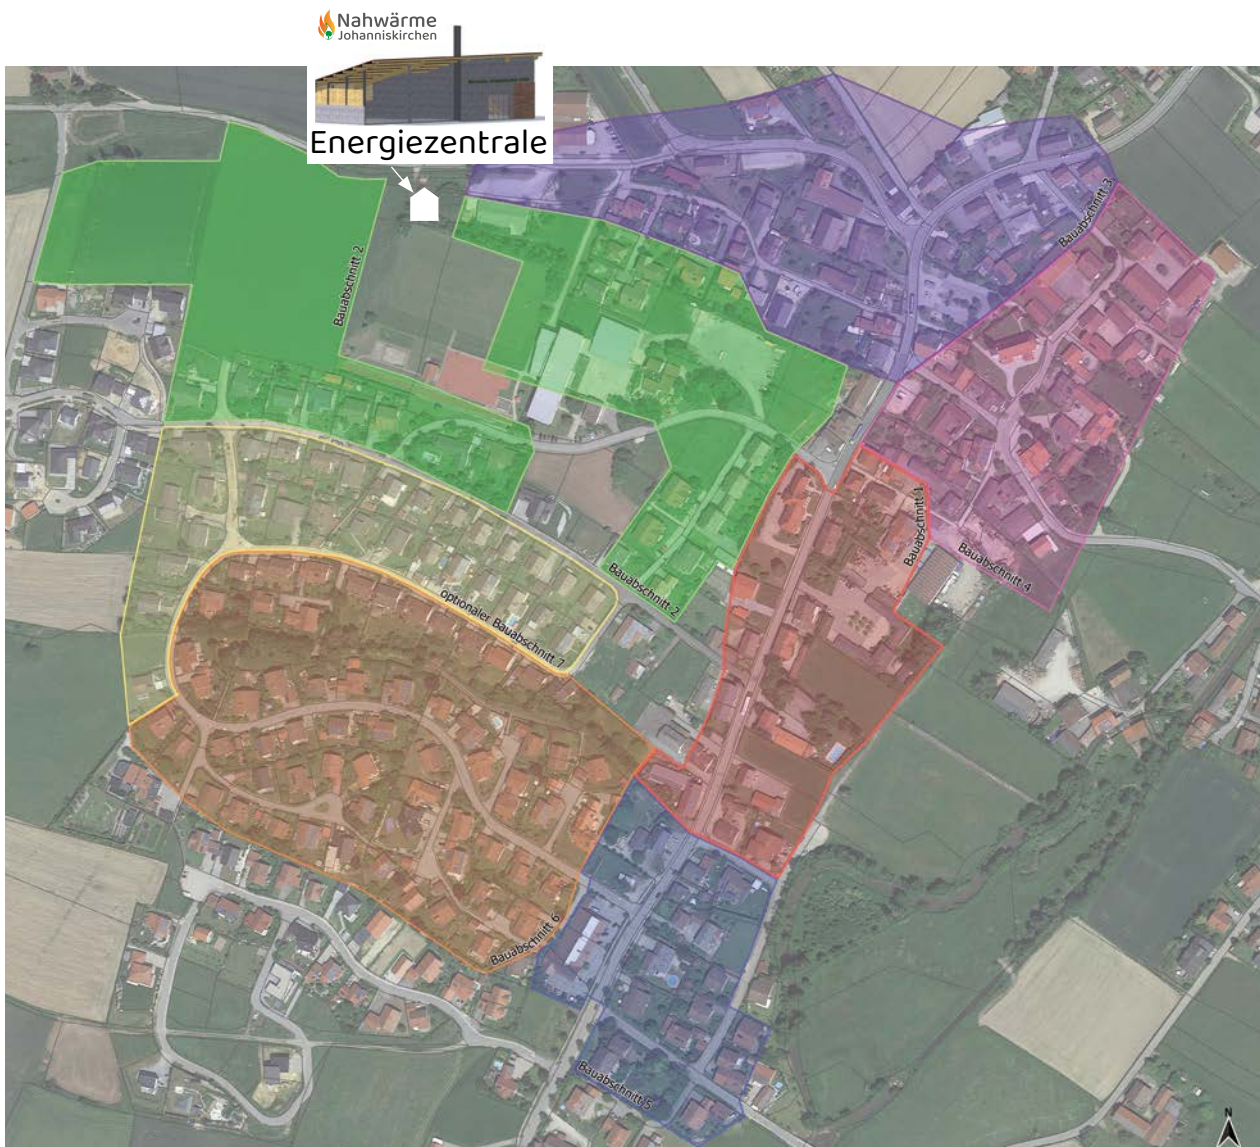 Nahwärme
Johanniskirchen
Energiezentrale
Bauabschnitt 3
Bauabschnitt 2
Bauabschnitt 1
Bauabschnitt 4
Bauabschnitt 2
optionaler Bauabschnitt 7
Bauabschnitt 6
Bauabschnitt 5
N